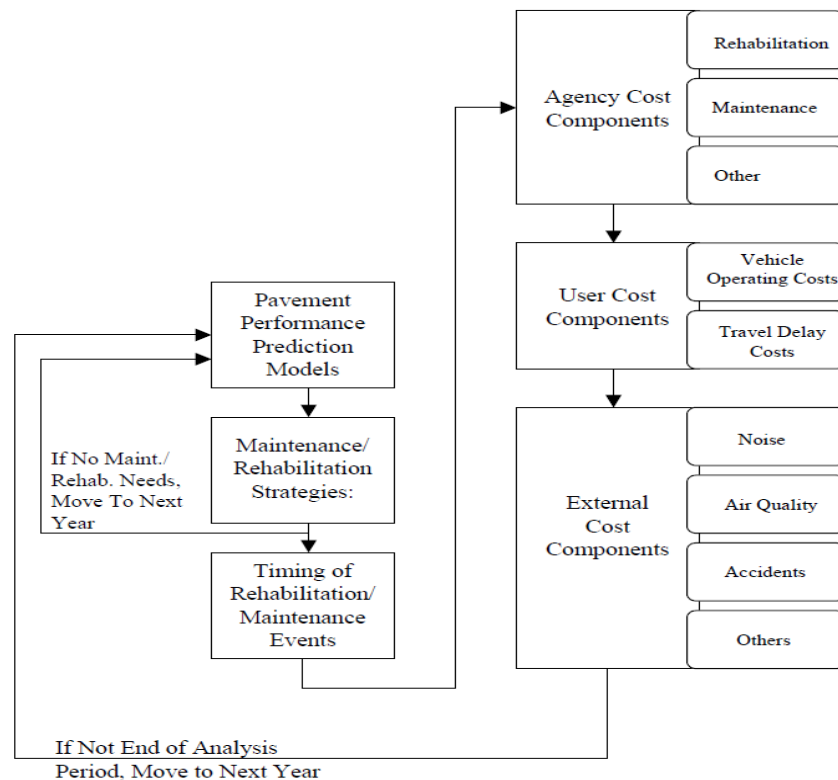 Pavement
Performance
Prediction
Models
Maintenance/
Rehabilitation
Strategies:
If No Maint./
Rehab. Needs,
Move To Next
Year
Timing of
Rehabilitation/
Maintenance
Events
Agency Cost
Components
Rehabilitation
Maintenance
Other
User Cost
Components
Vehicle
Operating Costs
Travel Delay
Costs
External
Cost
Components
Noise
Air Quality
Accidents
Others
If Not End of Analysis
Period, Move to Next Year